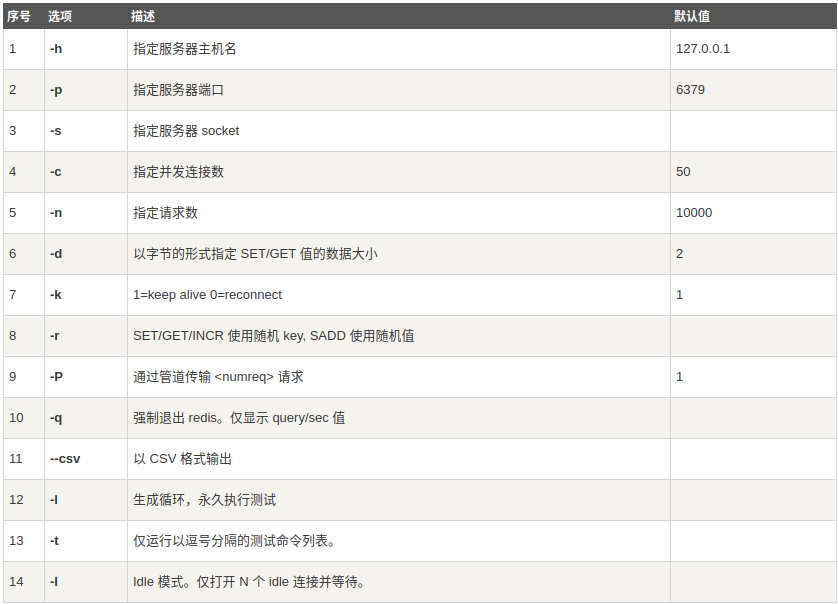 序号 选项 描述 默认值
1 -h 指定服务器主机名 127.0.0.1
2 -p 指定服务器端口 6379
3 -s 指定服务器 socket
4 -c 指定并发连接数 50
5 -n 指定请求数 10000
6 -d 以字节的形式指定 SET/GET 值的数据大小 2
7 -k 1=keep alive 0=reconnect 1
8 -r SET/GET/INCR 使用随机 key, SADD 使用随机值
9 -P 通过管道传输 <numreq> 请求 1
10 -q 强制退出 redis。仅显示 query/sec 值
11 --csv 以 CSV 格式输出
12 -l 生成循环，永久执行测试
13 -t 仅运行以逗号分隔的测试命令列表。
14 -I Idle 模式。仅打开 N 个 idle 连接并等待。